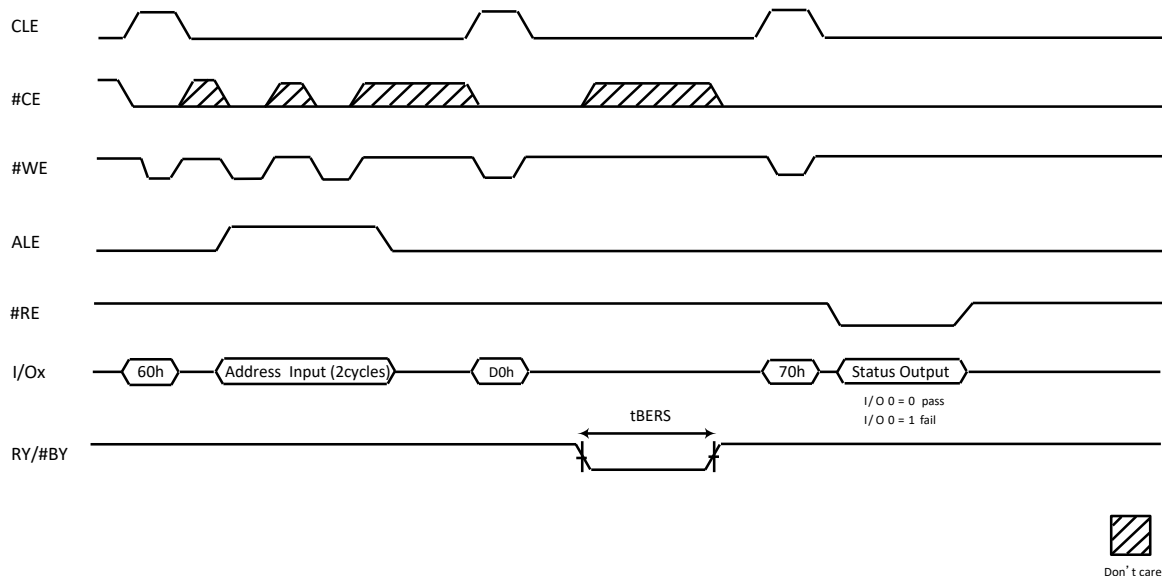 CLE
#CE
#WE
ALE
#RE
I/Ox
60h
Address Input (2cycles)
D0h
70h
Status Output
I/O 0 = 0 pass
I/O 0 = 1 fail
tBERS
RY/#BY
Don't care